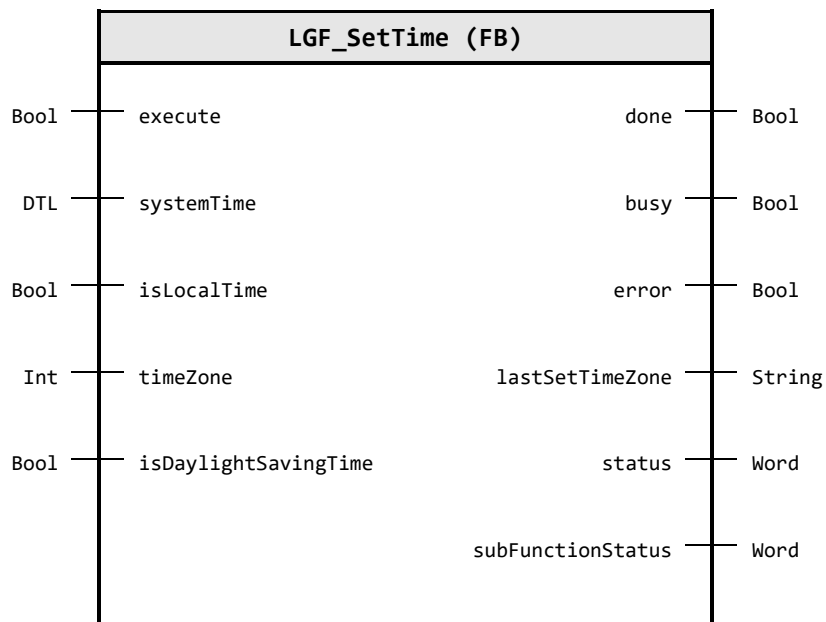 LGF_SetTime (FB)
Bool execute done Bool
DTL systemTime busy Bool
Bool isLocalTime error Bool
Int timeZone lastSetTimeZone String
Bool isDaylightSavingTime status Word
subFunctionStatus Word